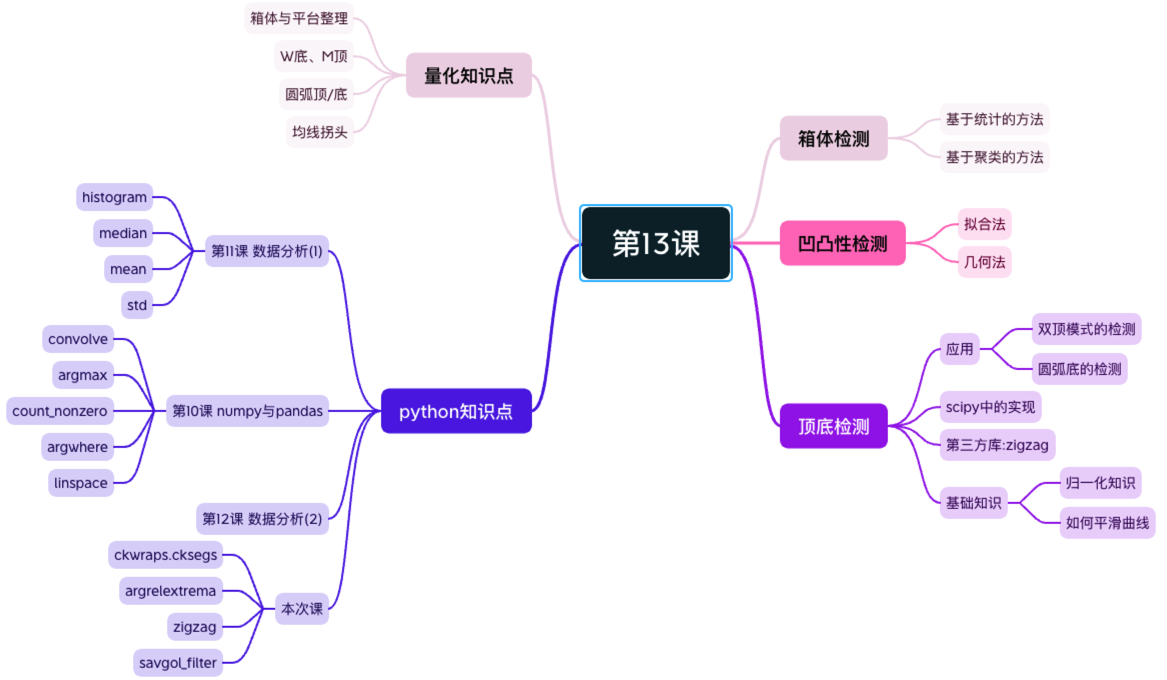 第13课
量化知识点
箱体与平台整理
W底、M顶
圆弧顶/底
均线拐头
python知识点
第11课 数据分析(1)
histogram
median
mean
std
第10课 numpy与pandas
convolve
argmax
count_nonzero
argwhere
linspace
第12课 数据分析(2)
本次课
ckwraps.cksegs
argrelextrema
zigzag
savgol_filter
箱体检测
基于统计的方法
基于聚类的方法
凹凸性检测
拟合法
几何法
顶底检测
应用
双顶模式的检测
圆弧底的检测
scipy中的实现
第三方库:zigzag
基础知识
归一化知识
如何平滑曲线